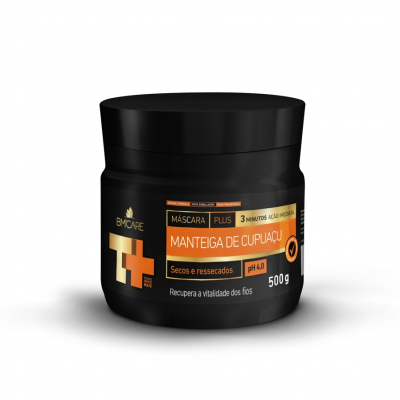 BMCARE
MÁSCARA PLUS 3 MINUTOS AÇÃO IMEDIATA
MANTEIGA DE CUPUAÇU
Secos e ressecados pH 4.0
500g
Recupera a vitalidade dos fios